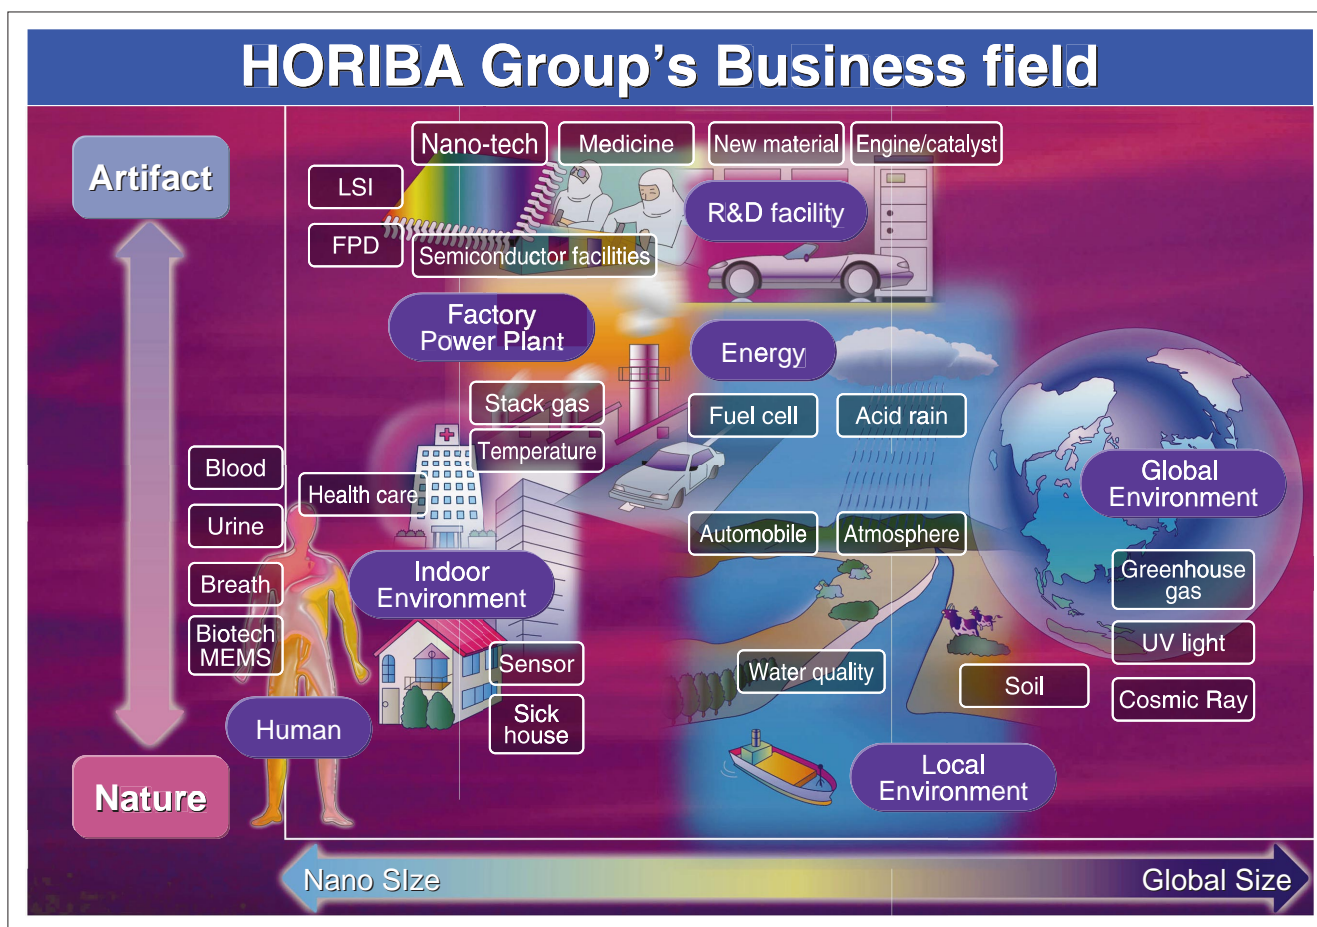 HORIBA Group's Business field
Artifact
Nano-tech
Medicine
New material
Engine/catalyst
LSI
R&D facility
FPD
Semiconductor facilities
Factory
Power Plant
Energy
Stack gas
Fuel cell
Acid rain
Temperature
Blood
Health care
Global
Environment
Urine
Automobile
Atmosphere
Breath
Indoor
Environment
Greenhouse
gas
Biotech
MEMS
UV light
Sensor
Water quality
Soil
Cosmic Ray
Human
Sick
house
Local
Environment
Nature
Nano SIze
Global Size